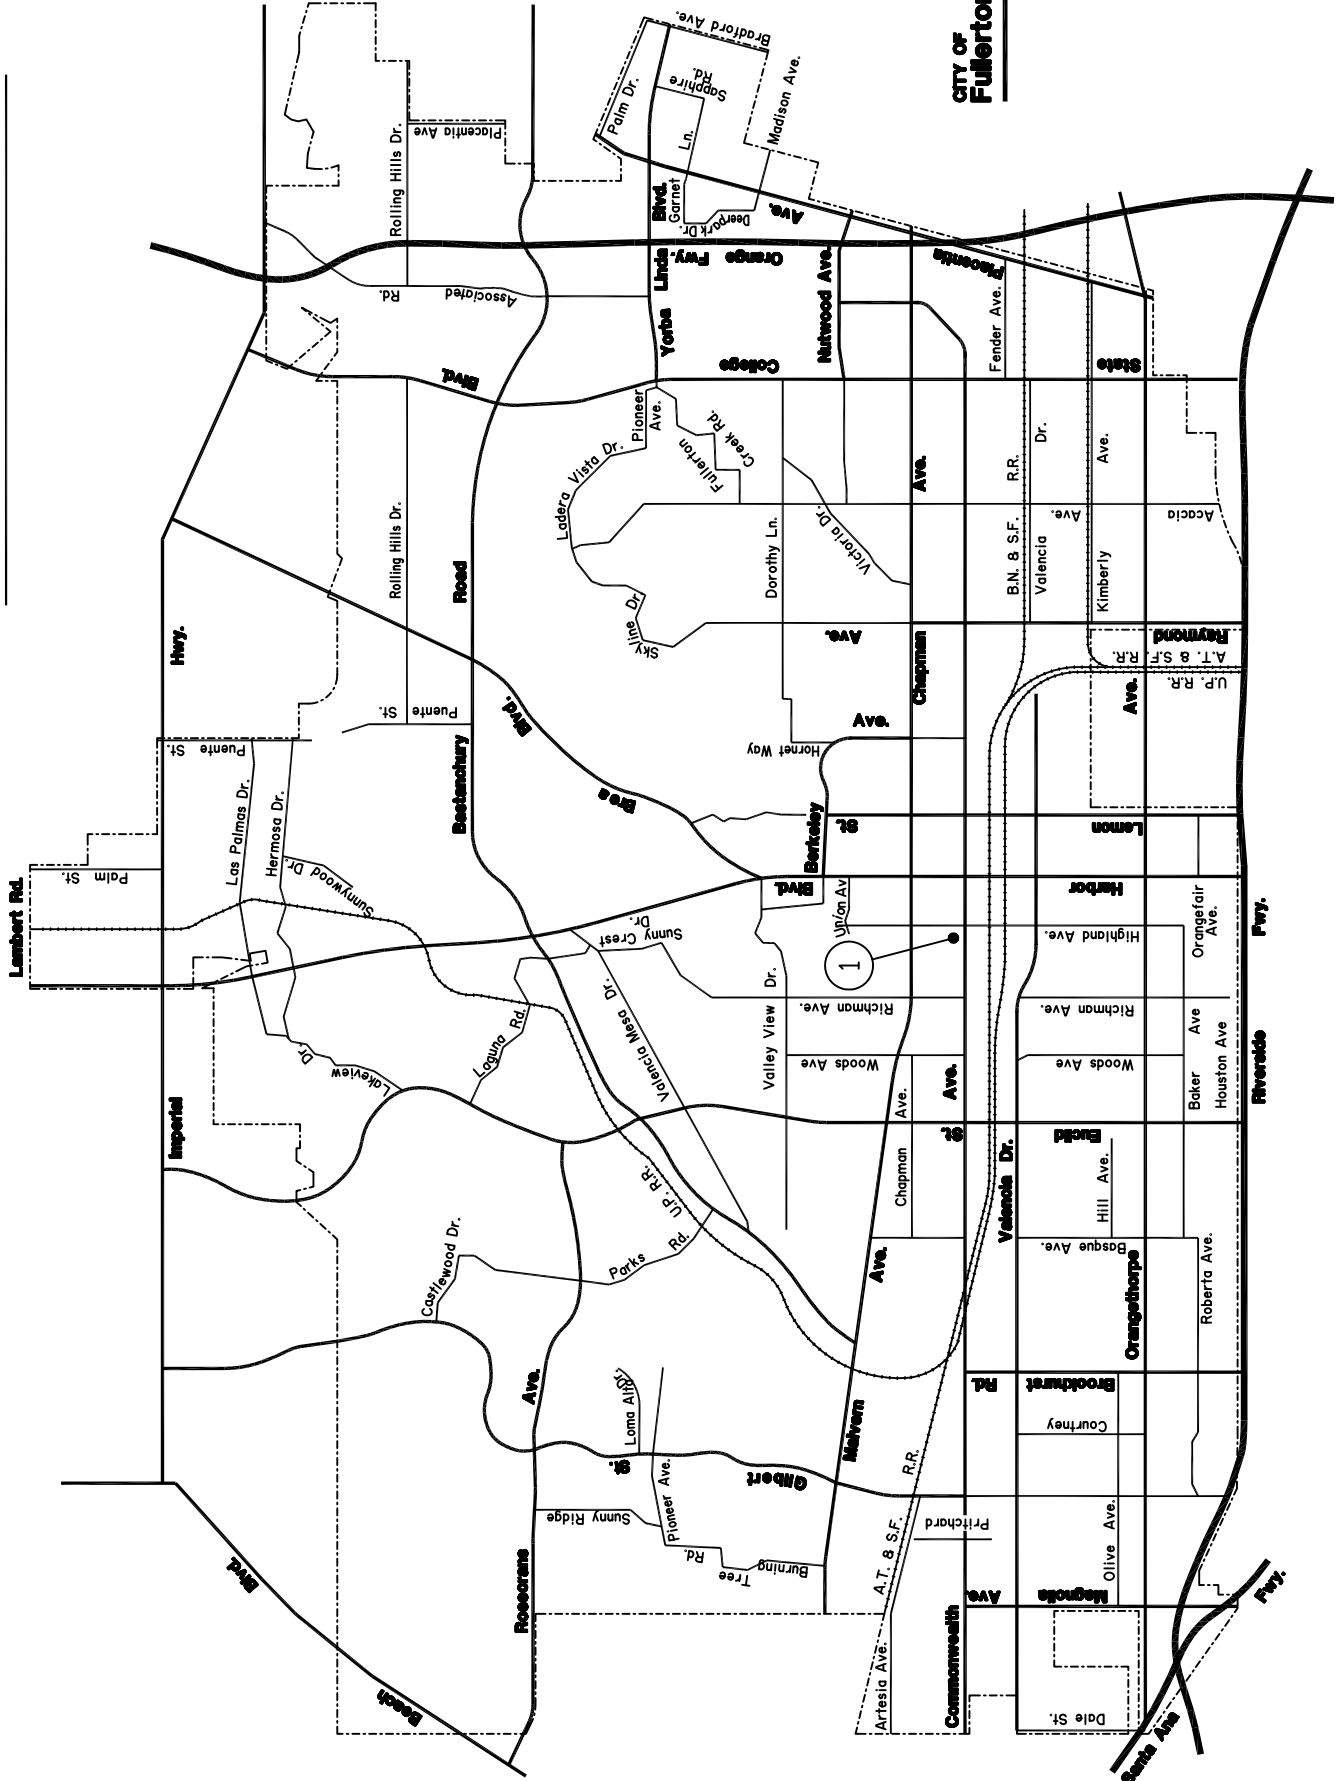 CITY OF
Fullerton
Lambert Rd.
Imperial
Hwy.
Palm St.
Puente St.
Las Palmas Dr.
Hermosa Dr.
Sunnywood Dr.
Lakeview Dr.
Beach
Blvd.
Castlewood Dr.
Laguna Rd.
Rolling Hills Dr.
Rolling Hills Dr.
Puente St.
Placentia Ave
Associated Rd.
Bastanchury
Road
Brea
Blvd.
Rosecrans
Ave.
Sunny Ridge
Pioneer Ave.
Loma Alta Dr.
Gilbert
St.
Burning
Tree
Rd.
Parks Rd.
U.P. R.R.
Valencia Mesa Dr.
Sunny Crest Dr.
Skyline Dr.
Ladera Vista Dr.
Pioneer Ave.
Fullerton
Creek Rd.
College
Blvd.
State
Yorba
Linda
Blvd.
Orange
Fwy.
Palm Dr.
Bradford Ave.
Sapphire Rd.
Garnet
Ln.
Deerpark Dr.
Madison Ave.
Placentia
Ave.
Nutwood Ave.
Dorothy Ln.
Victoria Dr.
Hornet Way
Berkeley
Ave.
Union Av
Valley View Dr.
1
Malvern
Ave.
Chapman
Ave.
Chapman Ave.
Richman Ave.
Woods Ave
Commonwealth
Ave.
Artesia Ave.
A.T. & S.F.
R.R.
Pritchard
Fender Ave.
B.N. & S.F.
R.R.
Valencia
Dr.
Kimberly
Ave.
Acacia
Ave.
Raymond
Ave.
A.T. & S.F. R.R.
U.P. R.R.
Lemon
St.
Harbor
Blvd.
Highland Ave.
Richman Ave.
Woods Ave
Euclid
St.
Valencia Dr.
Hill Ave.
Basque Ave.
Orangethorpe
Ave.
Brookhurst
Rd.
Courtney
Olive Ave.
Magnolia
Ave.
Dale St.
Roberta Ave.
Baker Ave
Houston Ave
Orangefair
Ave.
Riverside
Fwy.
Santa Ana
Fwy.